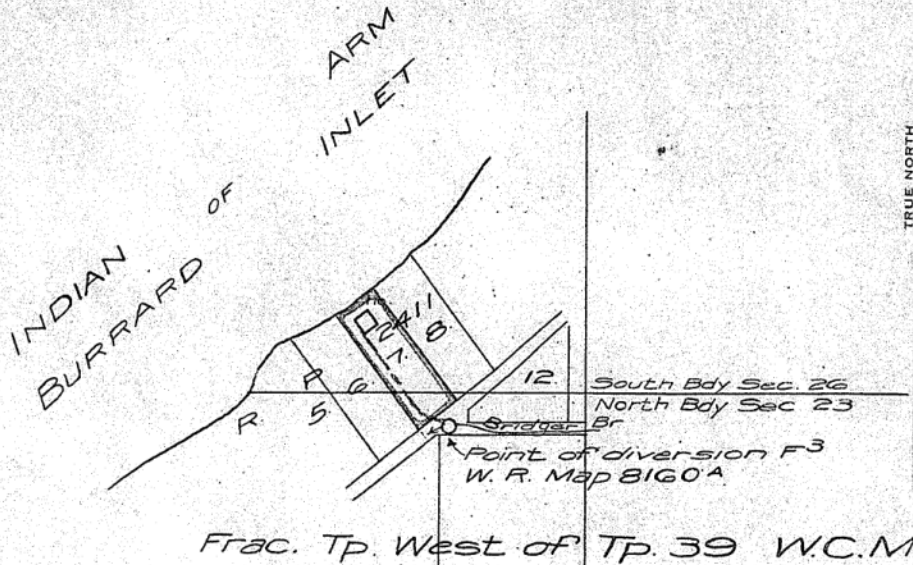 INDIAN ARM
OF
BURRARD INLET
TRUE NORTH
R. P. 2411
5. 6. 7. 8.
12.
South Bdy Sec. 26
North Bdy Sec 23
Bridger Br
Point of diversion F³
W. R. Map 8160ᴬ
Frac. Tp. West of Tp. 39 W.C.M